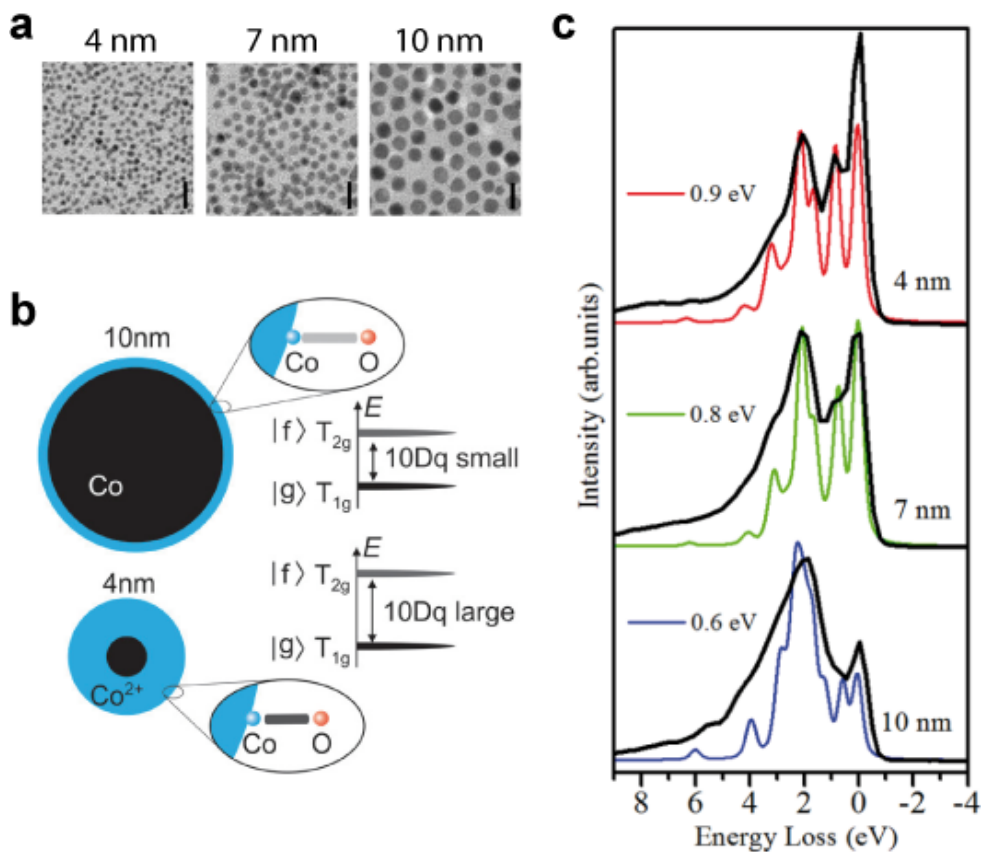 a
4 nm
7 nm
10 nm
b
10nm
Co
Co
O
E
|f⟩ T2g
10Dq small
|g⟩ T1g
4nm
Co2+
Co
O
E
|f⟩ T2g
10Dq large
|g⟩ T1g
c
Intensity (arb.units)
0.9 eV
4 nm
0.8 eV
7 nm
0.6 eV
10 nm
8 6 4 2 0 -2 -4
Energy Loss (eV)